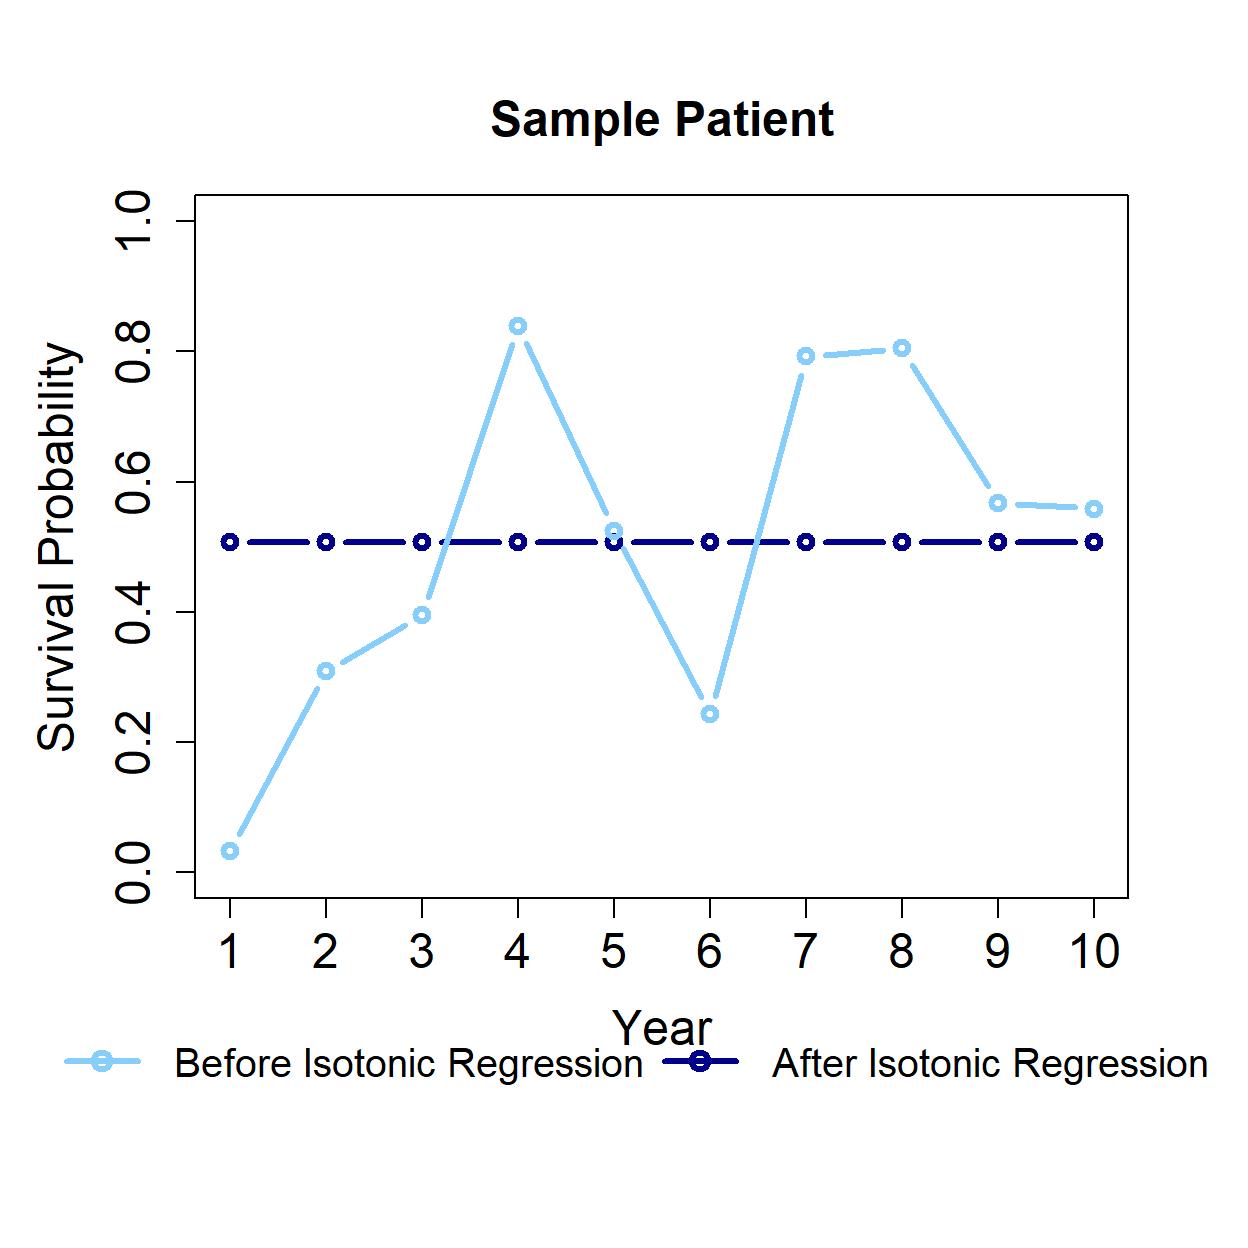 Sample Patient
Survival Probability
1.0
0.8
0.6
0.4
0.2
0.0
1 2 3 4 5 6 7 8 9 10
Year
Before Isotonic Regression After Isotonic Regression